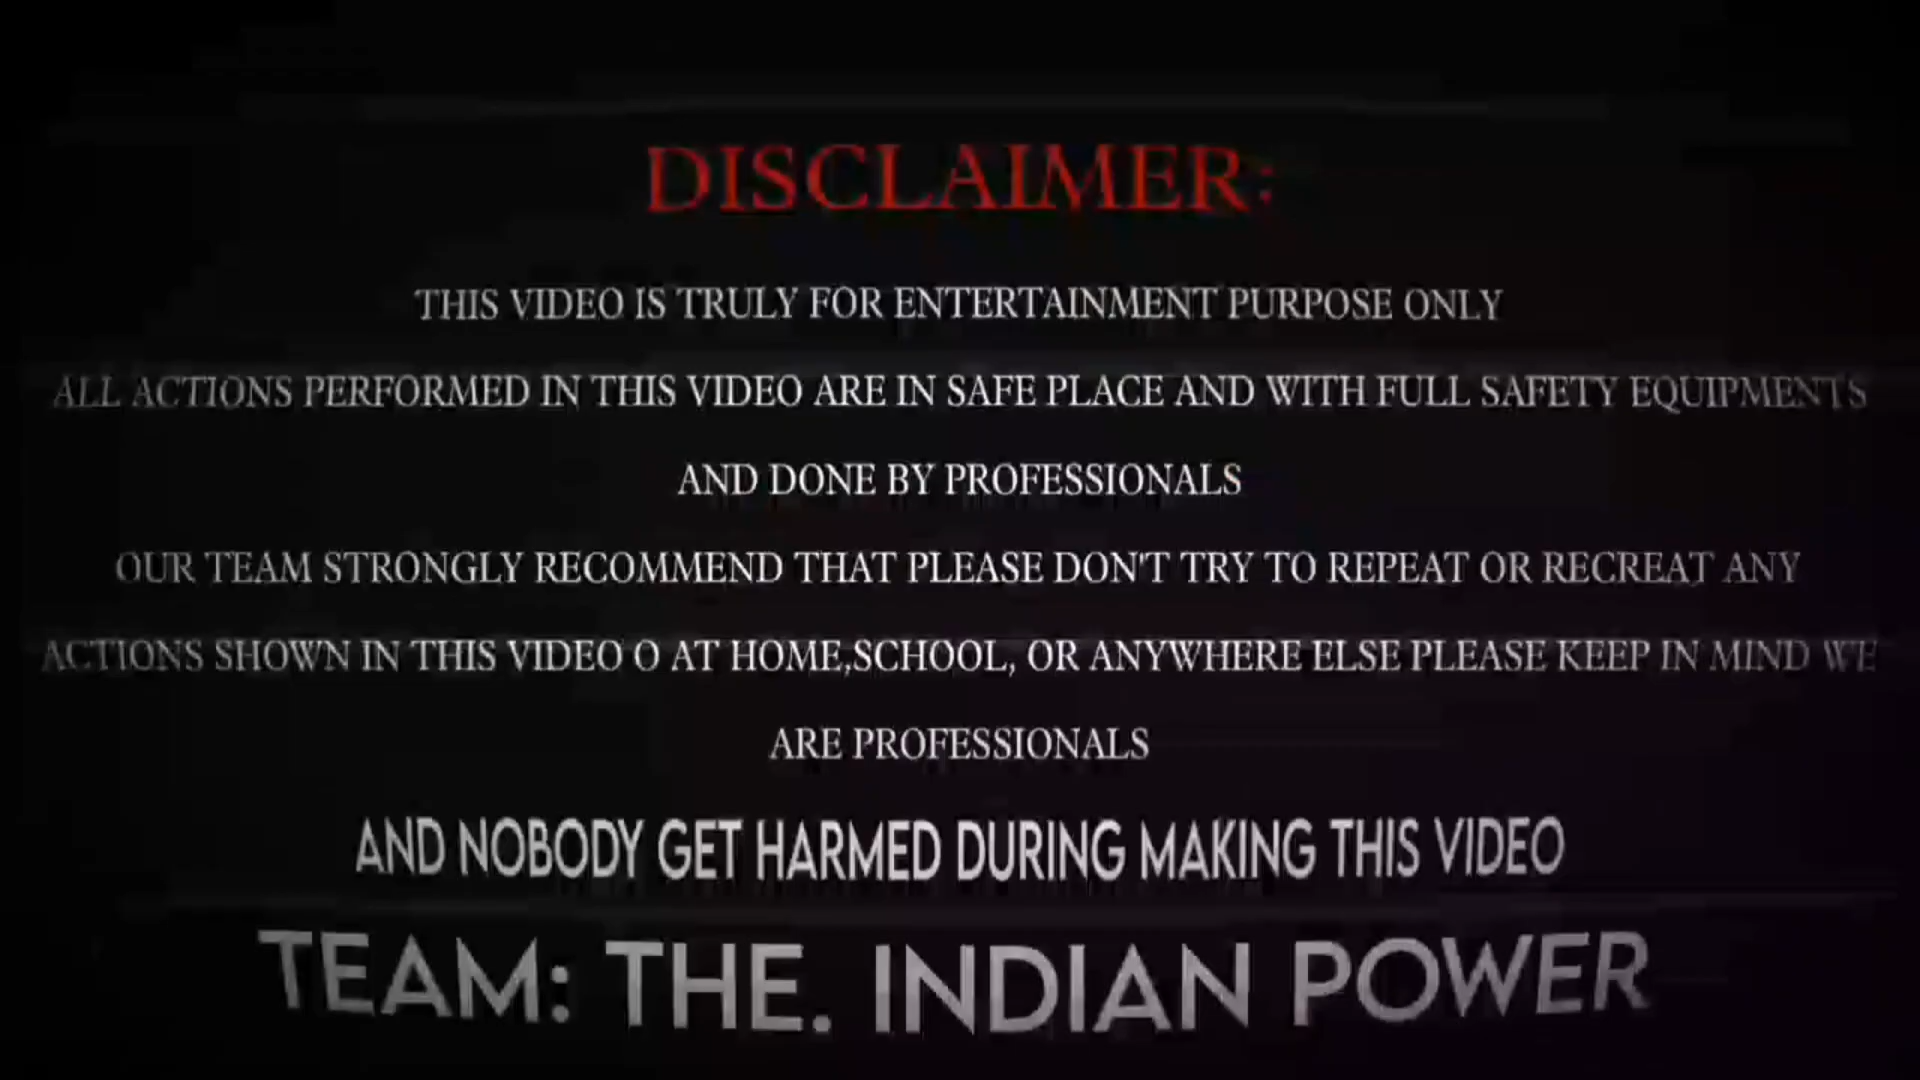 DISCLAIMER:
THIS VIDEO IS TRULY FOR ENTERTAINMENT PURPOSE ONLY
ALL ACTIONS PERFORMED IN THIS VIDEO ARE IN SAFE PLACE AND WITH FULL SAFETY EQUIPMENTS
AND DONE BY PROFESSIONALS
OUR TEAM STRONGLY RECOMMEND THAT PLEASE DON'T TRY TO REPEAT OR RECREAT ANY
ACTIONS SHOWN IN THIS VIDEO O AT HOME,SCHOOL, OR ANYWHERE ELSE PLEASE KEEP IN MIND WE
ARE PROFESSIONALS
AND NOBODY GET HARMED DURING MAKING THIS VIDEO
TEAM: THE. INDIAN POWER